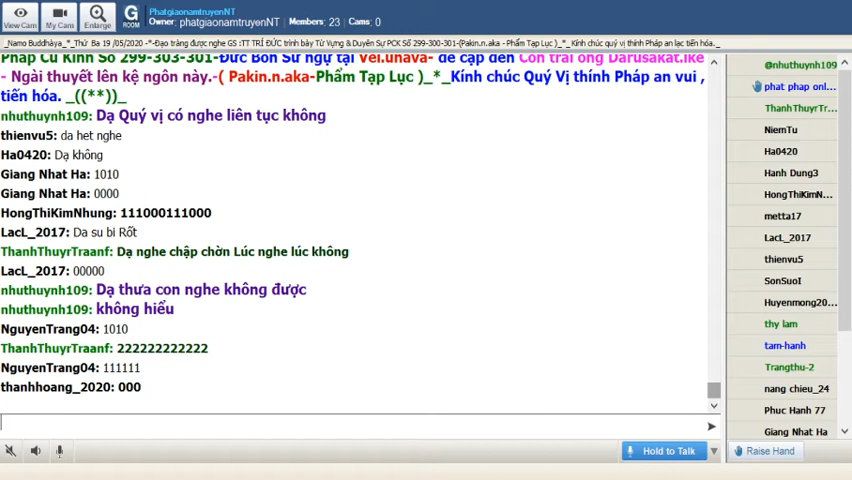 View Cam
My Cam
Enlarge
G
ROOM
PhatgiaonamtruyenNT
Owner: phatgiaonamtruyenNT | Members: 23 | Cams: 0
_Namo Buddhàya_*_Thứ Ba 19 /05/2020 -*-Đạo tràng được nghe GS :TT TRÍ ĐỨC trình bày Từ Vựng & Duyên Sự PCK Số 299-300-301-(Pakin.n.aka - Phẩm Tạp Lục )_*_Kính chúc quý vị thính Pháp an lạc tiến hóa. _
Pháp Cú Kinh Số 299-303-301-Đức Bổn Sư ngụ tại Vel.uhava- đề cập đến Con trai ông Darusakat.ike
- Ngài thuyết lên kệ ngôn này.-( Pakin.n.aka-Phẩm Tạp Lục )_*_Kính chúc Quý Vị thính Pháp an vui ,
tiến hóa. _((**))_
nhuthuynh109: Dạ Quý vị có nghe liên tục không
thienvu5: da het nghe
Ha0420: Dạ không
Giang Nhat Ha: 1010
Giang Nhat Ha: 0000
HongThiKimNhung: 111000111000
LacL_2017: Da su bi Rốt
ThanhThuyrTraanf: Dạ nghe chập chờn Lúc nghe lúc không
LacL_2017: 00000
nhuthuynh109: Dạ thưa con nghe không được
nhuthuynh109: không hiểu
NguyenTrang04: 1010
ThanhThuyrTraanf: 222222222222
NguyenTrang04: 111111
thanhhoang_2020: 000
Hold to Talk
@nhuthuynh109
phat phap onl...
ThanhThuyrTr...
NiemTu
Ha0420
Hanh Dung3
HongThiKimN...
metta17
LacL_2017
thienvu5
SonSuoI
Huyenmong20...
thy lam
tam-hanh
Trangthu-2
nang chieu_24
Phuc Hanh 77
Giang Nhat Ha
Raise Hand